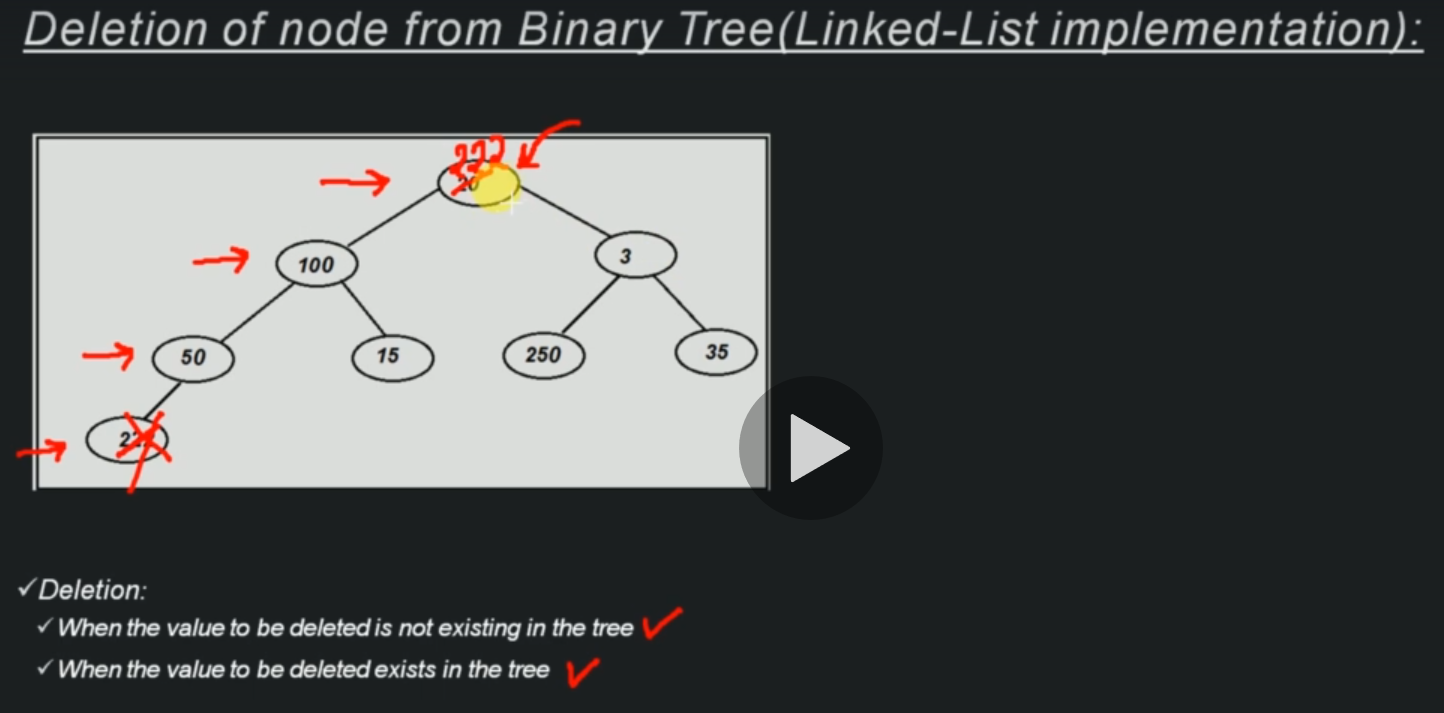 Deletion of node from Binary Tree(Linked-List implementation):
222
20
100
3
50
15
250
35
✓Deletion:
✓When the value to be deleted is not existing in the tree ✓
✓When the value to be deleted exists in the tree ✓